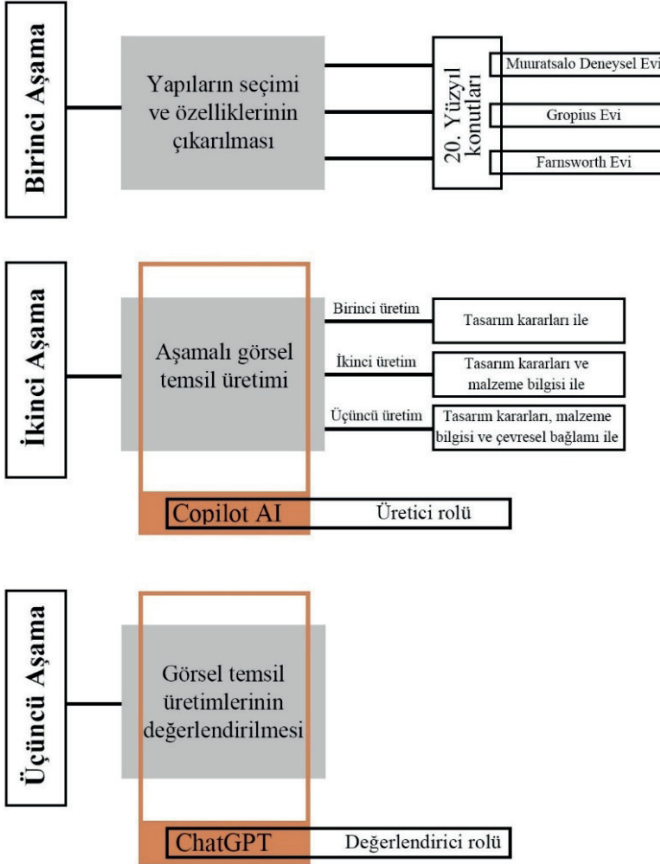 Birinci Aşama
Yapıların seçimi
ve özelliklerinin
çıkarılması
20. Yüzyıl
konutları
Muuratsalo Deneysel Evi
Gropius Evi
Farnsworth Evi
İkinci Aşama
Aşamalı görsel
temsil üretimi
Birinci üretim
Tasarım kararları ile
İkinci üretim
Tasarım kararları ve
malzeme bilgisi ile
Üçüncü üretim
Tasarım kararları, malzeme
bilgisi ve çevresel bağlamı ile
Copilot AI
Üretici rolü
Üçüncü Aşama
Görsel temsil
üretimlerinin
değerlendirilmesi
ChatGPT
Değerlendirici rolü